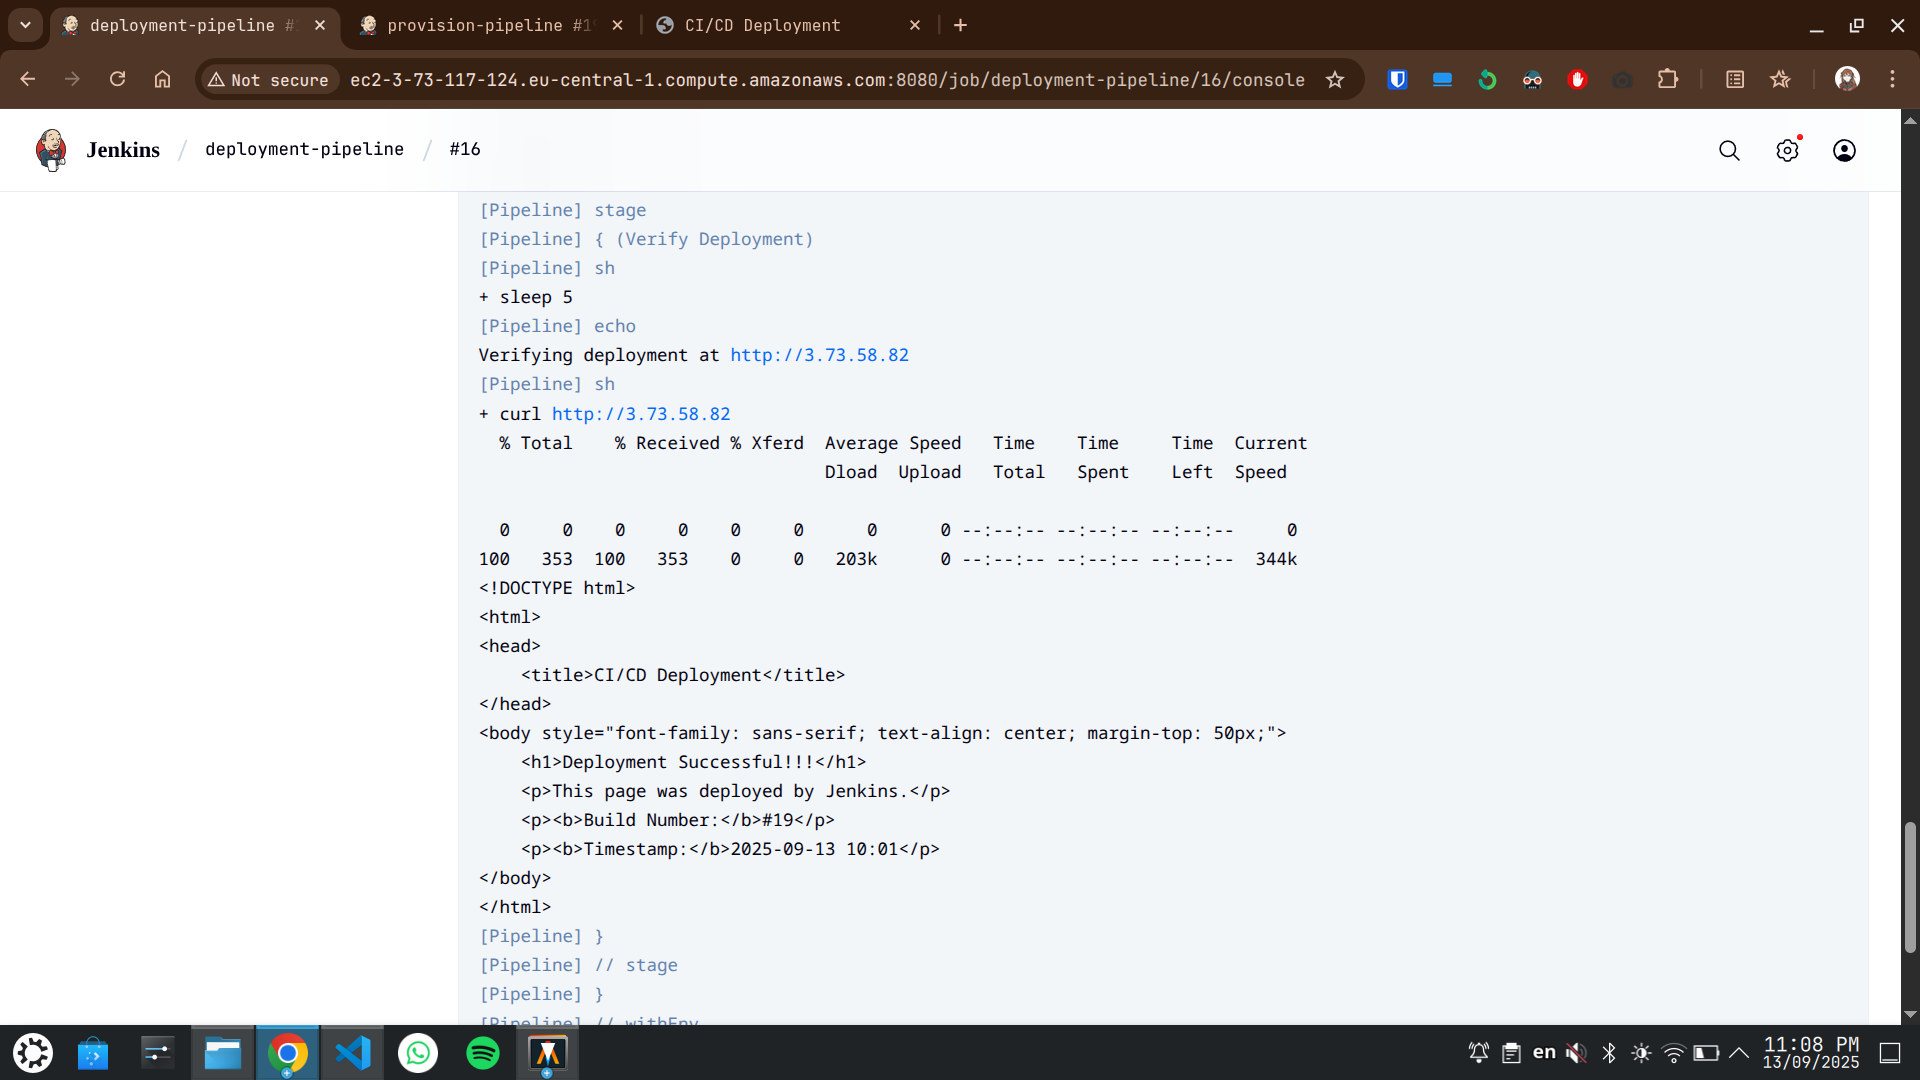 deployment-pipeline #
provision-pipeline #1
CI/CD Deployment
Not secure
ec2-3-73-117-124.eu-central-1.compute.amazonaws.com:8080/job/deployment-pipeline/16/console
Jenkins / deployment-pipeline / #16
[Pipeline] stage
[Pipeline] { (Verify Deployment)
[Pipeline] sh
+ sleep 5
[Pipeline] echo
Verifying deployment at http://3.73.58.82
[Pipeline] sh
+ curl http://3.73.58.82
% Total % Received % Xferd Average Speed Time Time Time Current
Dload Upload Total Spent Left Speed
0 0 0 0 0 0 0 0 --:--:-- --:--:-- --:--:-- 0
100 353 100 353 0 0 203k 0 --:--:-- --:--:-- --:--:-- 344k
<!DOCTYPE html>
<html>
<head>
<title>CI/CD Deployment</title>
</head>
<body style="font-family: sans-serif; text-align: center; margin-top: 50px;">
<h1>Deployment Successful!!!</h1>
<p>This page was deployed by Jenkins.</p>
<p><b>Build Number:</b>#19</p>
<p><b>Timestamp:</b>2025-09-13 10:01</p>
</body>
</html>
[Pipeline] }
[Pipeline] // stage
[Pipeline] }
[Pipeline] // withEnv
en
11:08 PM
13/09/2025